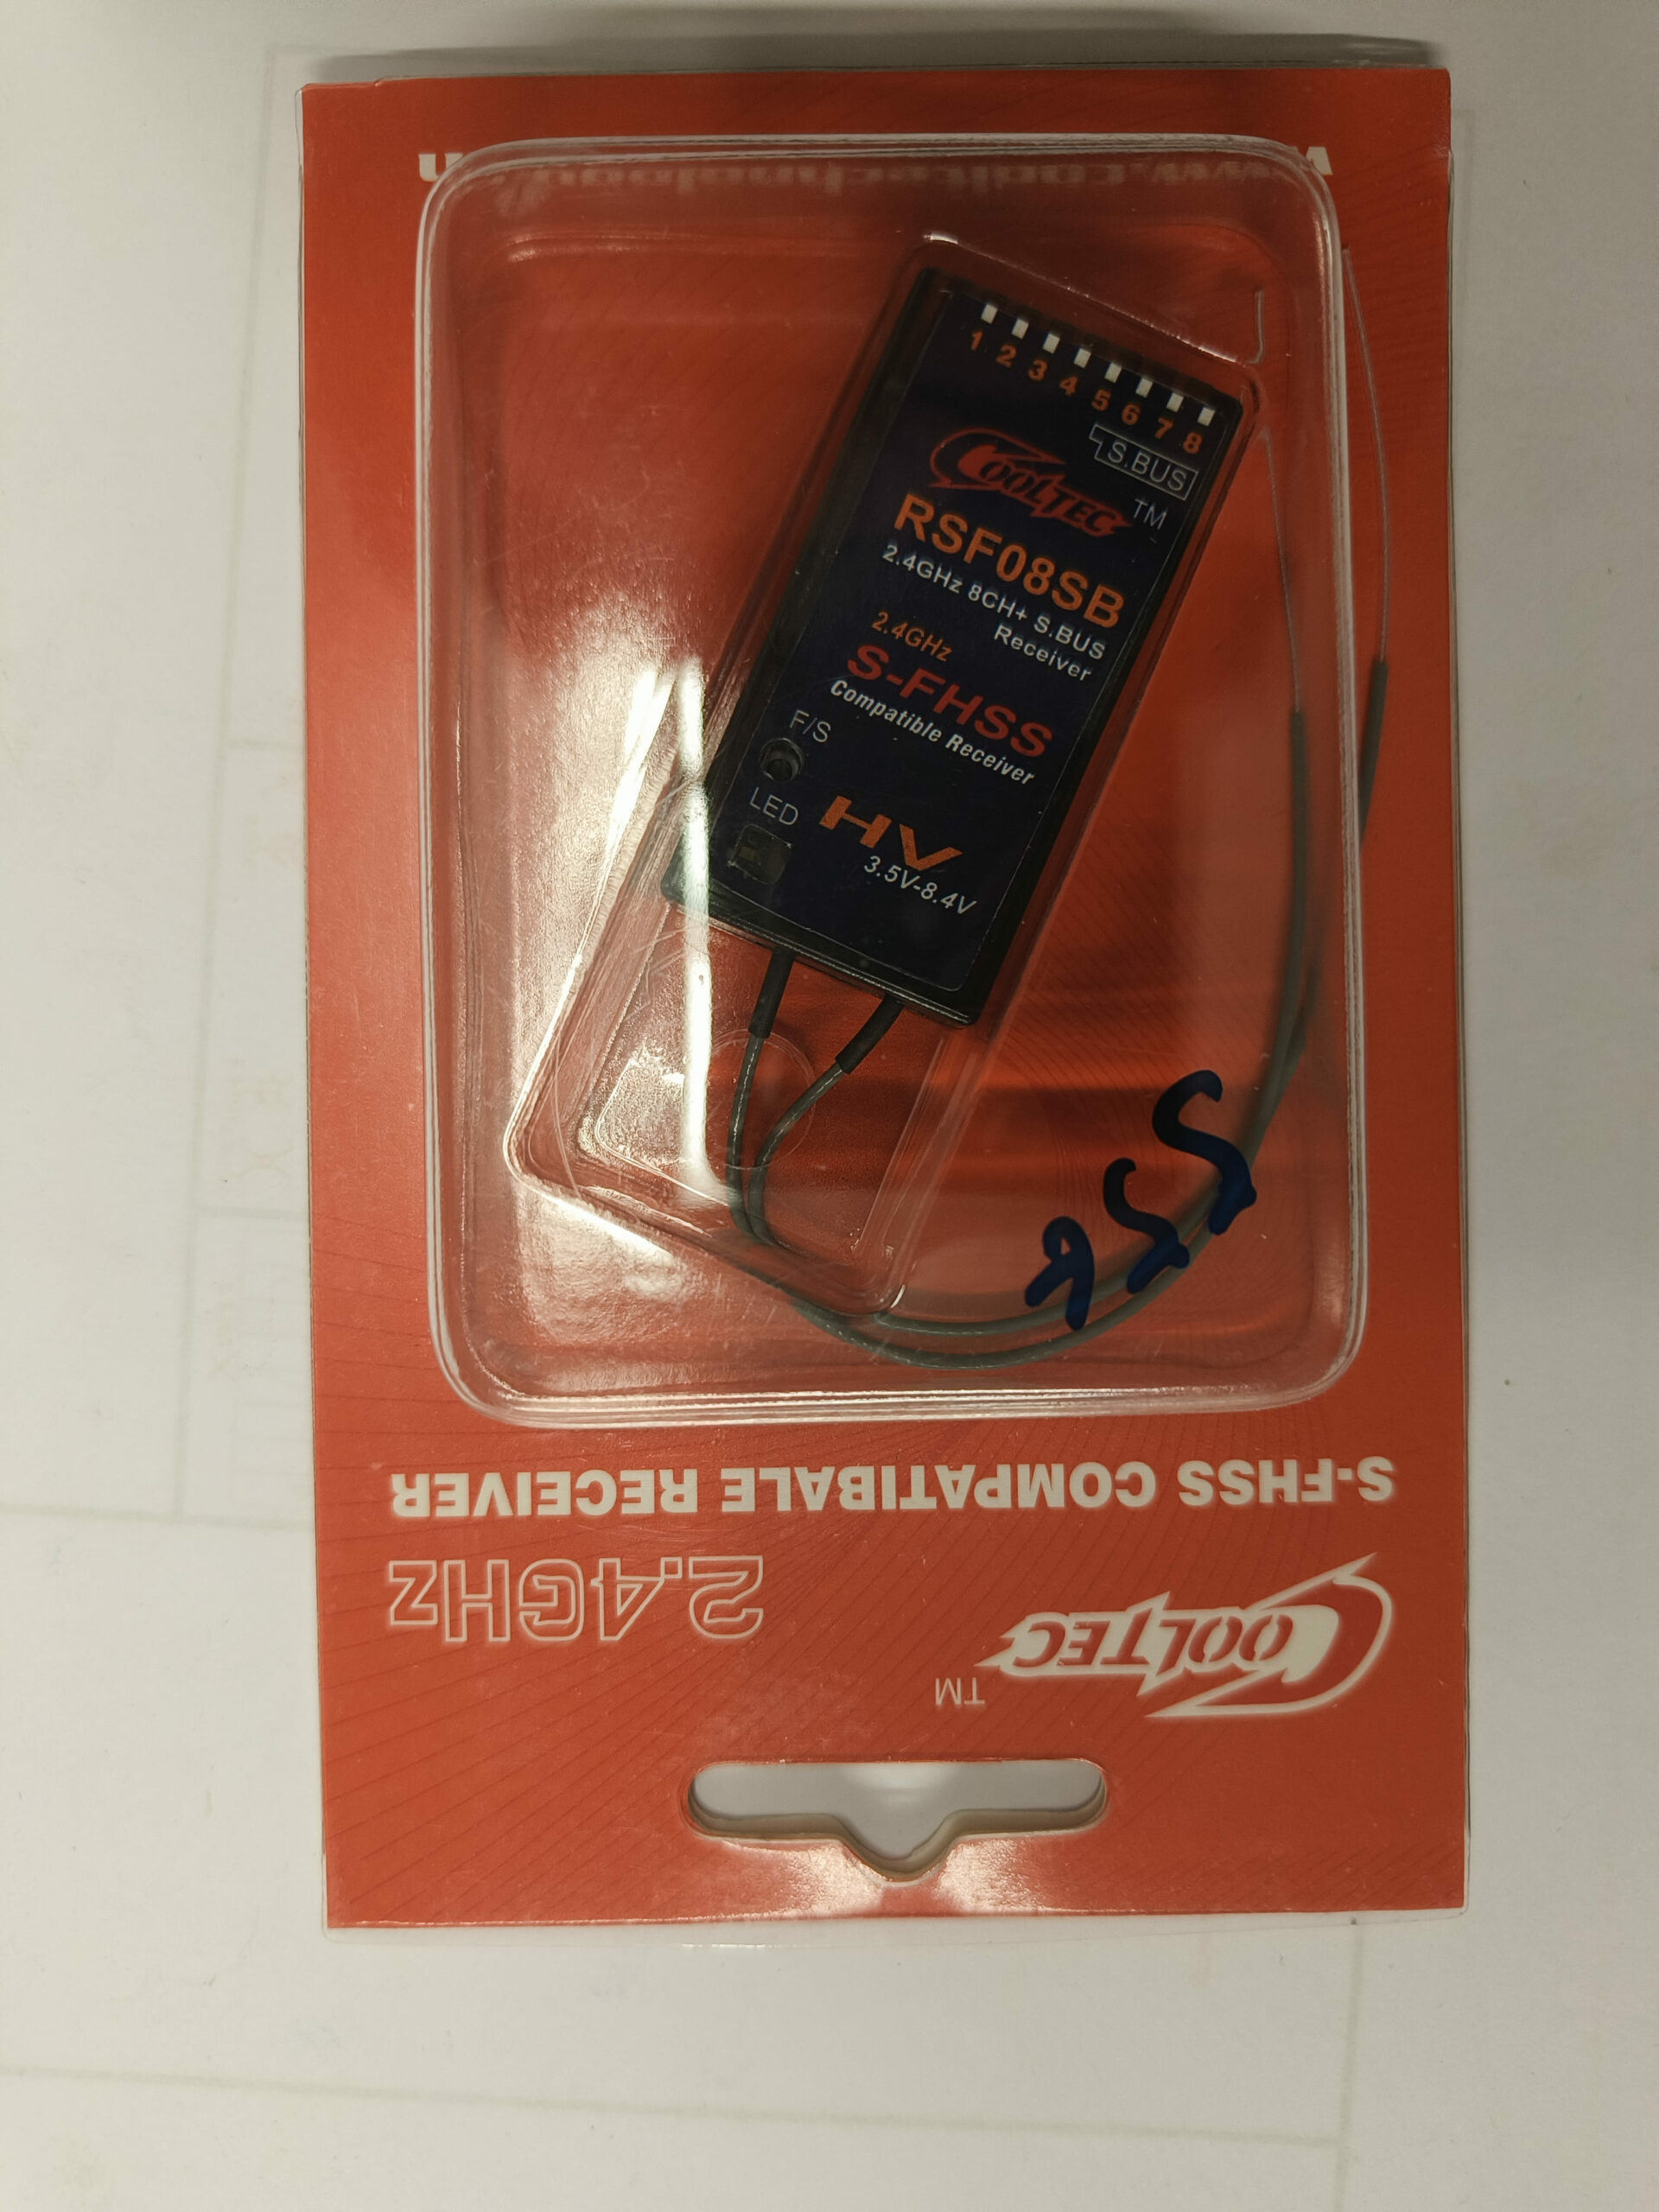 1 2 3 4 5 6 7 8
S.BUS
COOLTEC TM
RSF08SB
2.4GHz 8CH+ S.BUS
Receiver
2.4GHz
S-FHSS
Compatible Receiver
F/S
LED
HV
3.5V-8.4V
COOLTEC TM
2.4GHz
S-FHSS COMPATIBALE RECEIVER